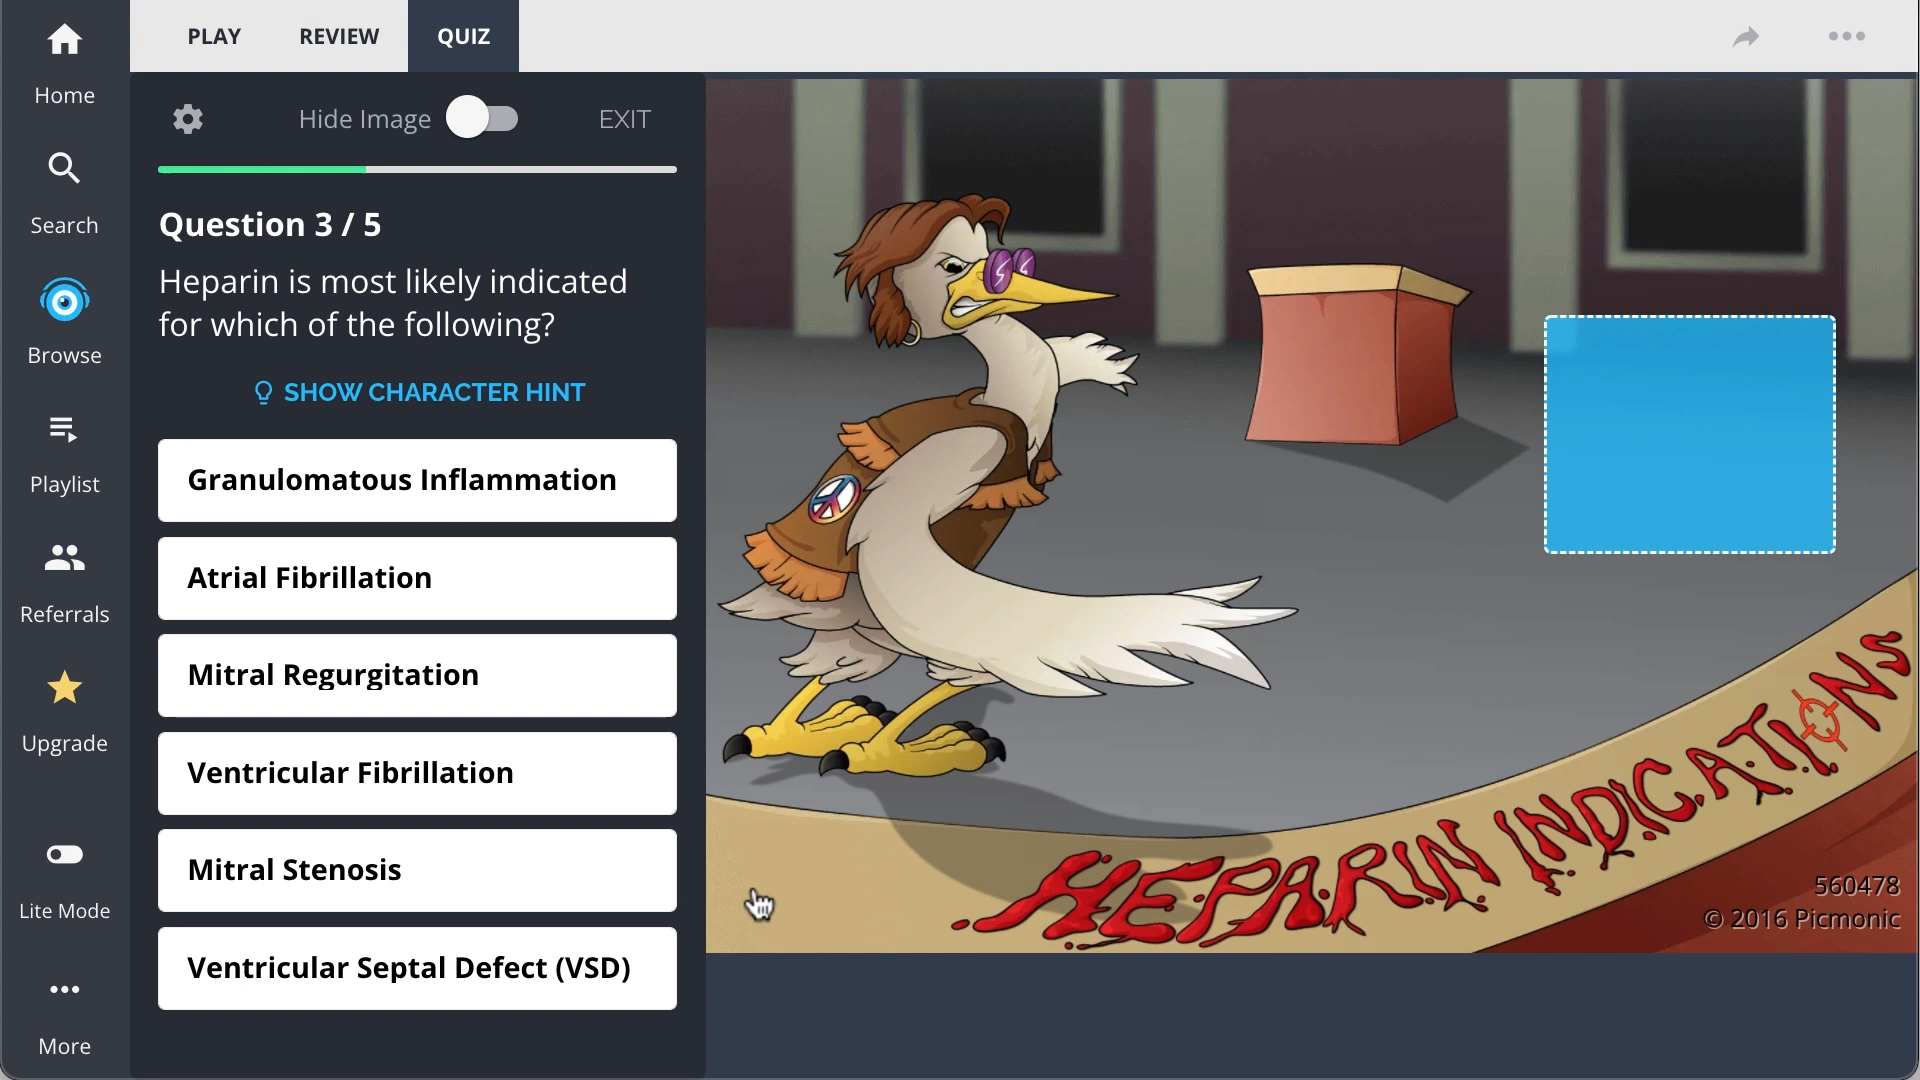 PLAY REVIEW QUIZ
Home
Search
Browse
Playlist
Referrals
Upgrade
Lite Mode
More
Hide Image EXIT
Question 3 / 5
Heparin is most likely indicated
for which of the following?
SHOW CHARACTER HINT
Granulomatous Inflammation
Atrial Fibrillation
Mitral Regurgitation
Ventricular Fibrillation
Mitral Stenosis
Ventricular Septal Defect (VSD)
HEPARIN INDICATIONS
560478
© 2016 Picmonic